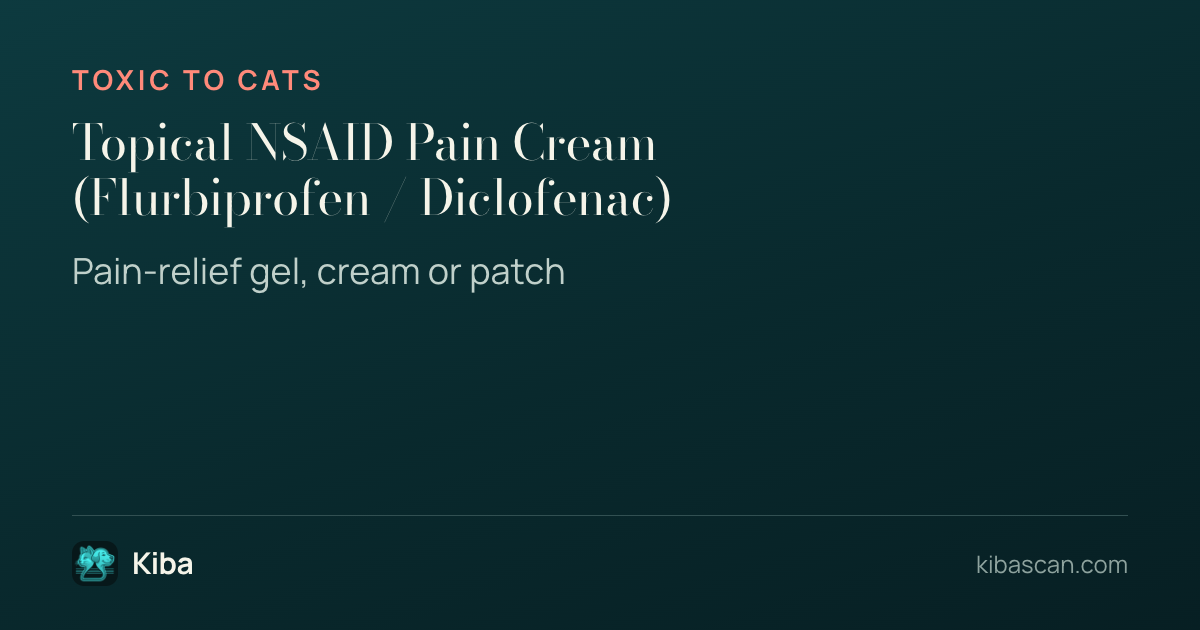 TOXIC TO CATS
Topical NSAID Pain Cream
(Flurbiprofen / Diclofenac)
Pain-relief gel, cream or patch
Kiba
kibascan.com